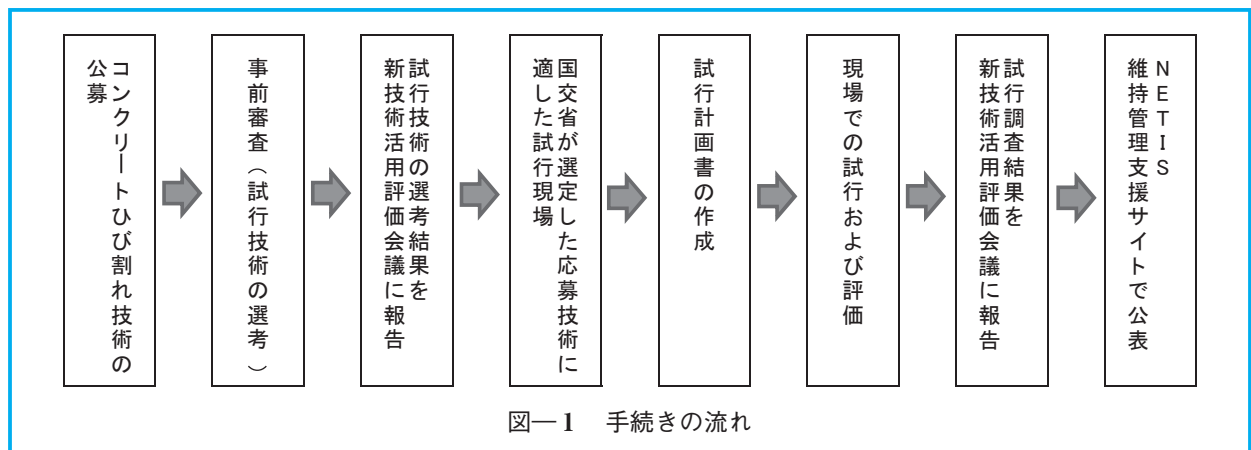 コンクリートひび割れ技術の
公募
事前審査（試行技術の選考）
試行技術の選考結果を
新技術活用評価会議に報告
国交省が選定した応募技術に
適した試行現場
試行計画書の作成
現場での試行および評価
試行調査結果を
新技術活用評価会議に報告
NETIS
維持管理支援サイトで公表
図―1　手続きの流れ